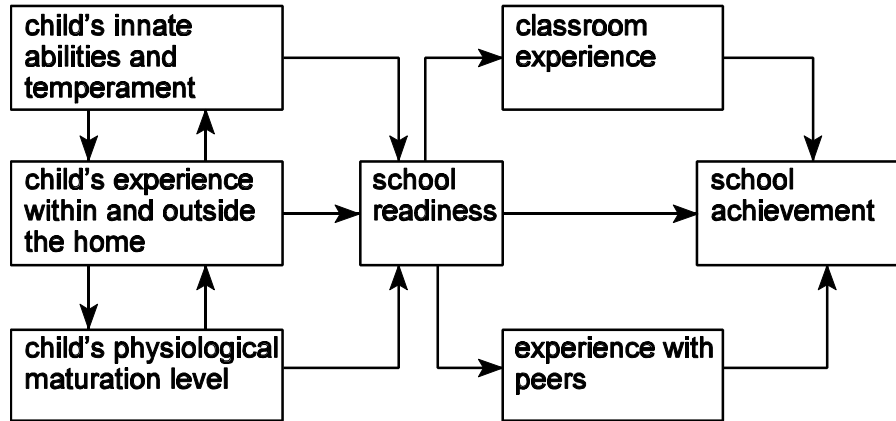 child's innate
abilities and
temperament
child's experience
within and outside
the home
child's physiological
maturation level
school
readiness
classroom
experience
experience with
peers
school
achievement